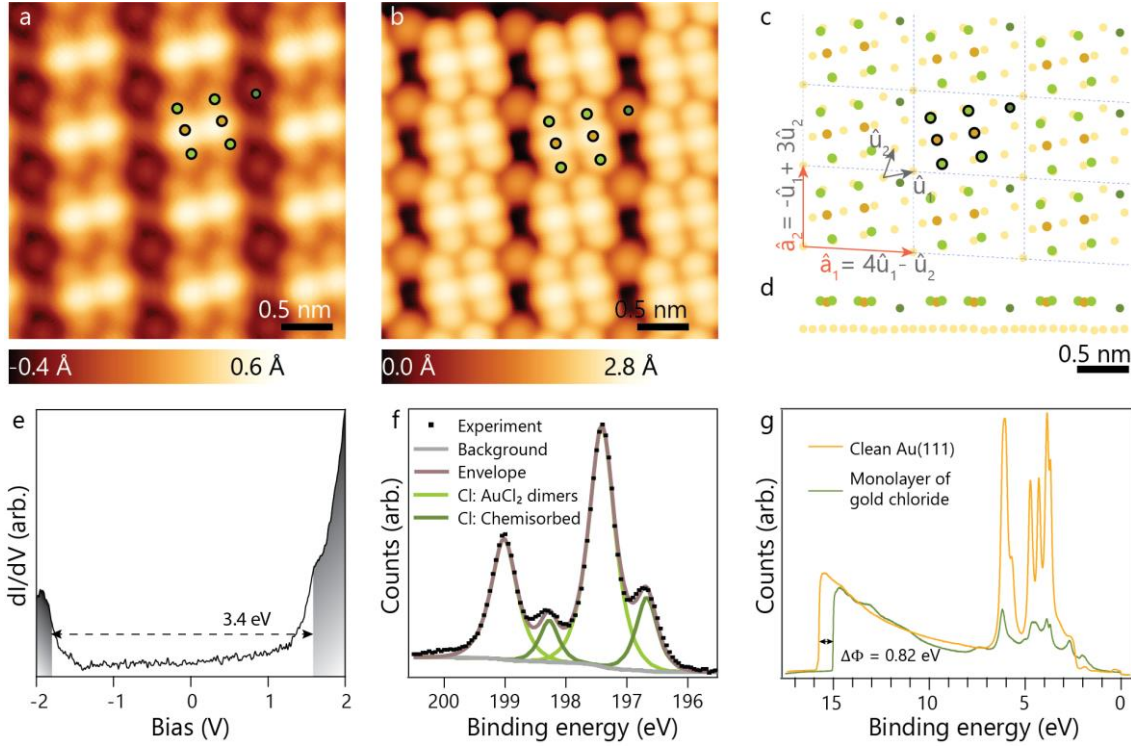 a
0.5 nm
-0.4 Å 0.6 Å
b
0.5 nm
0.0 Å 2.8 Å
c
û₂
û₁
â₂ = -û₁ + 3û₂
â₁ = 4û₁- û₂
d
0.5 nm
e
dI/dV (arb.)
3.4 eV
-2 -1 0 1 2
Bias (V)
f
Experiment
Background
Envelope
Cl: AuCl₂ dimers
Cl: Chemisorbed
Counts (arb.)
200 199 198 197 196
Binding energy (eV)
g
Clean Au(111)
Monolayer of
gold chloride
Counts (arb.)
ΔΦ = 0.82 eV
15 10 5 0
Binding energy (eV)